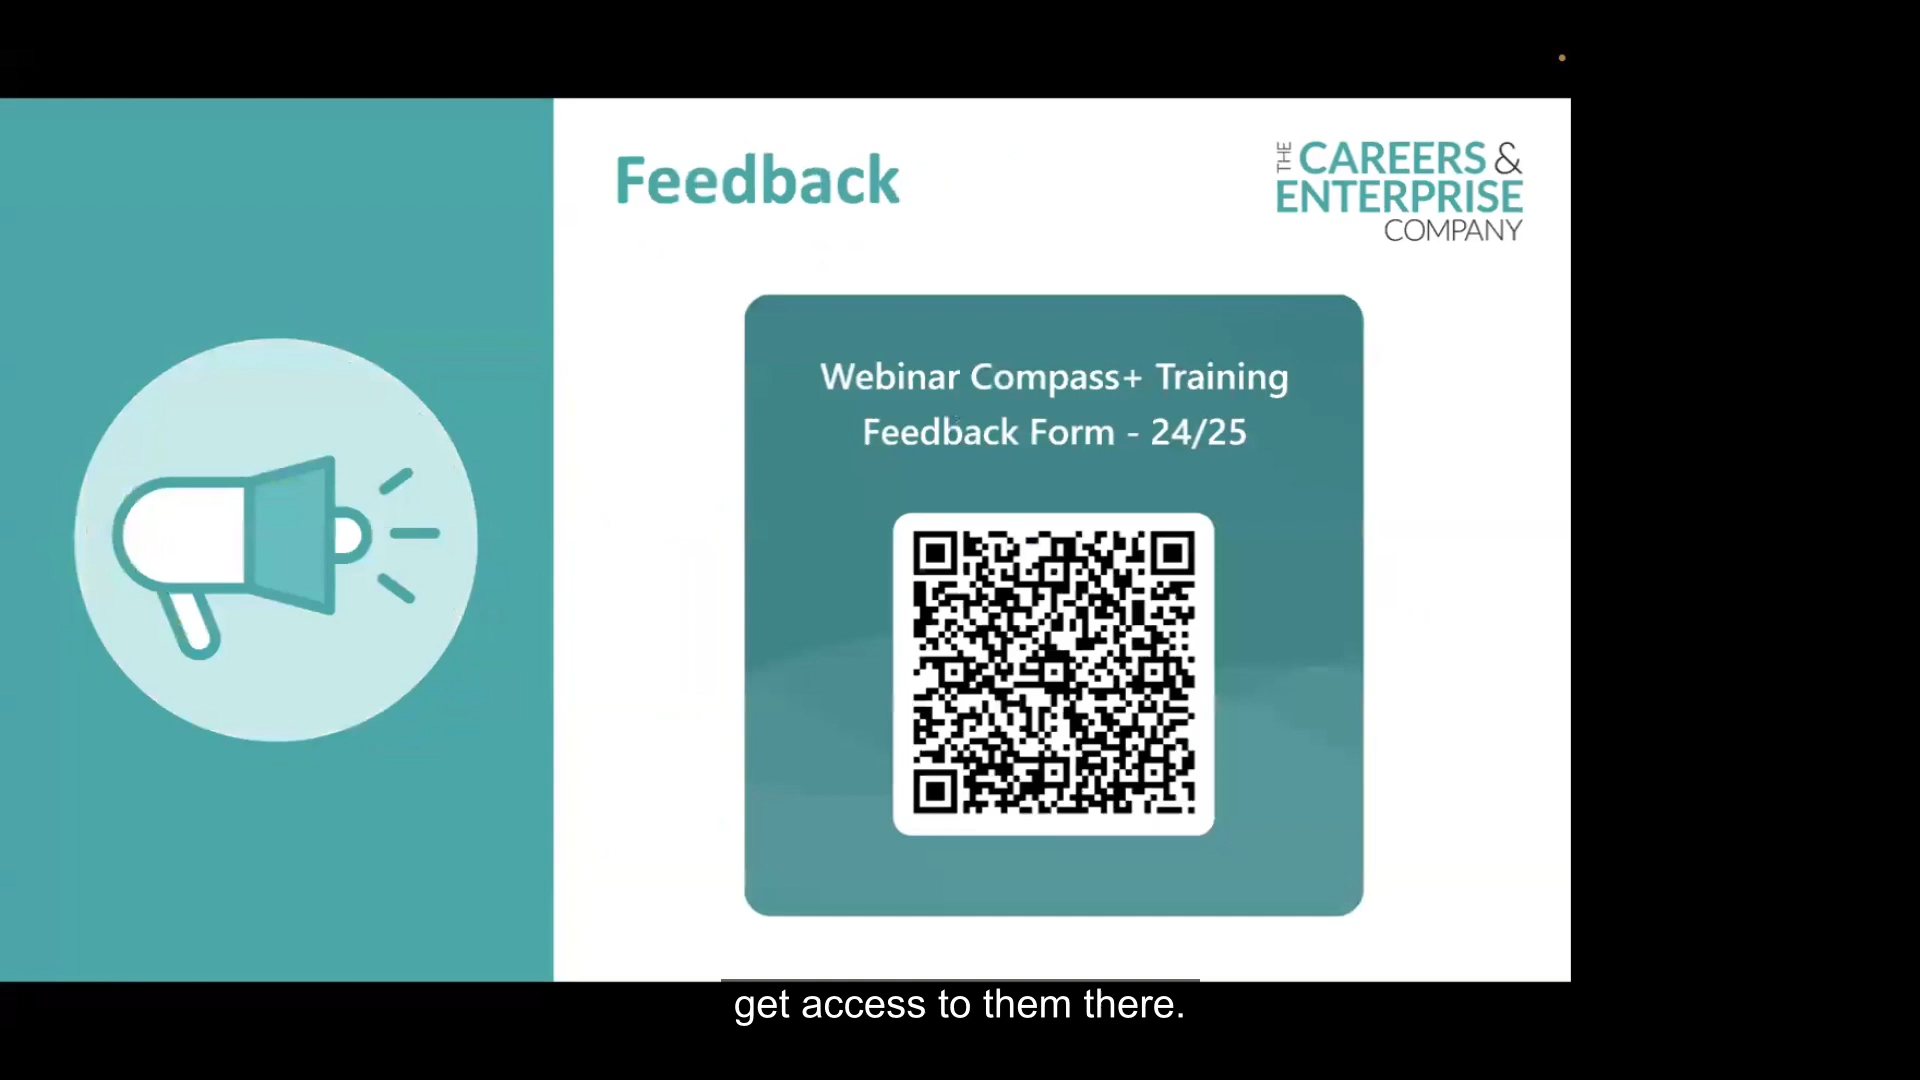 Feedback
THE CAREERS &
ENTERPRISE
COMPANY
Webinar Compass+ Training
Feedback Form - 24/25
get access to them there.